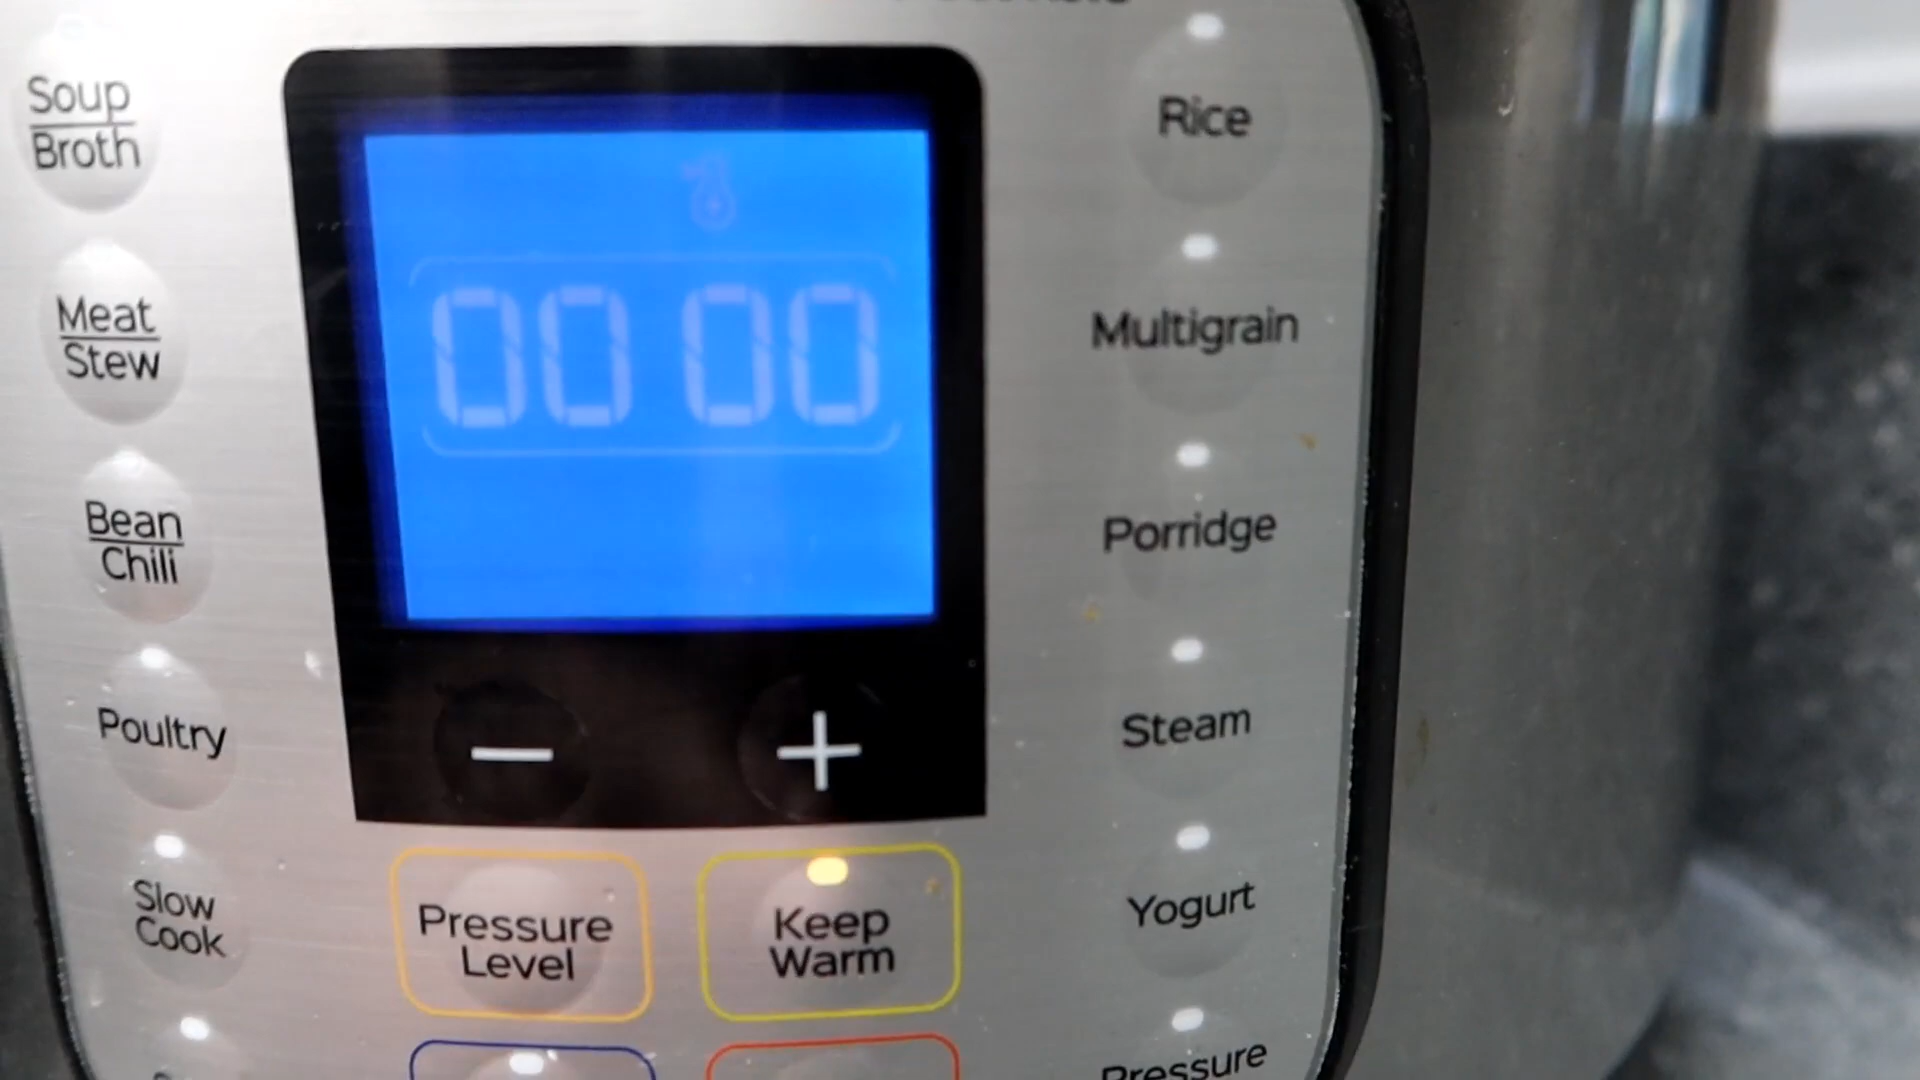 Soup
Broth
Meat
Stew
Bean
Chili
Poultry
Slow
Cook
00 00
−
+
Pressure
Level
Keep
Warm
Rice
Multigrain
Porridge
Steam
Yogurt
Pressure